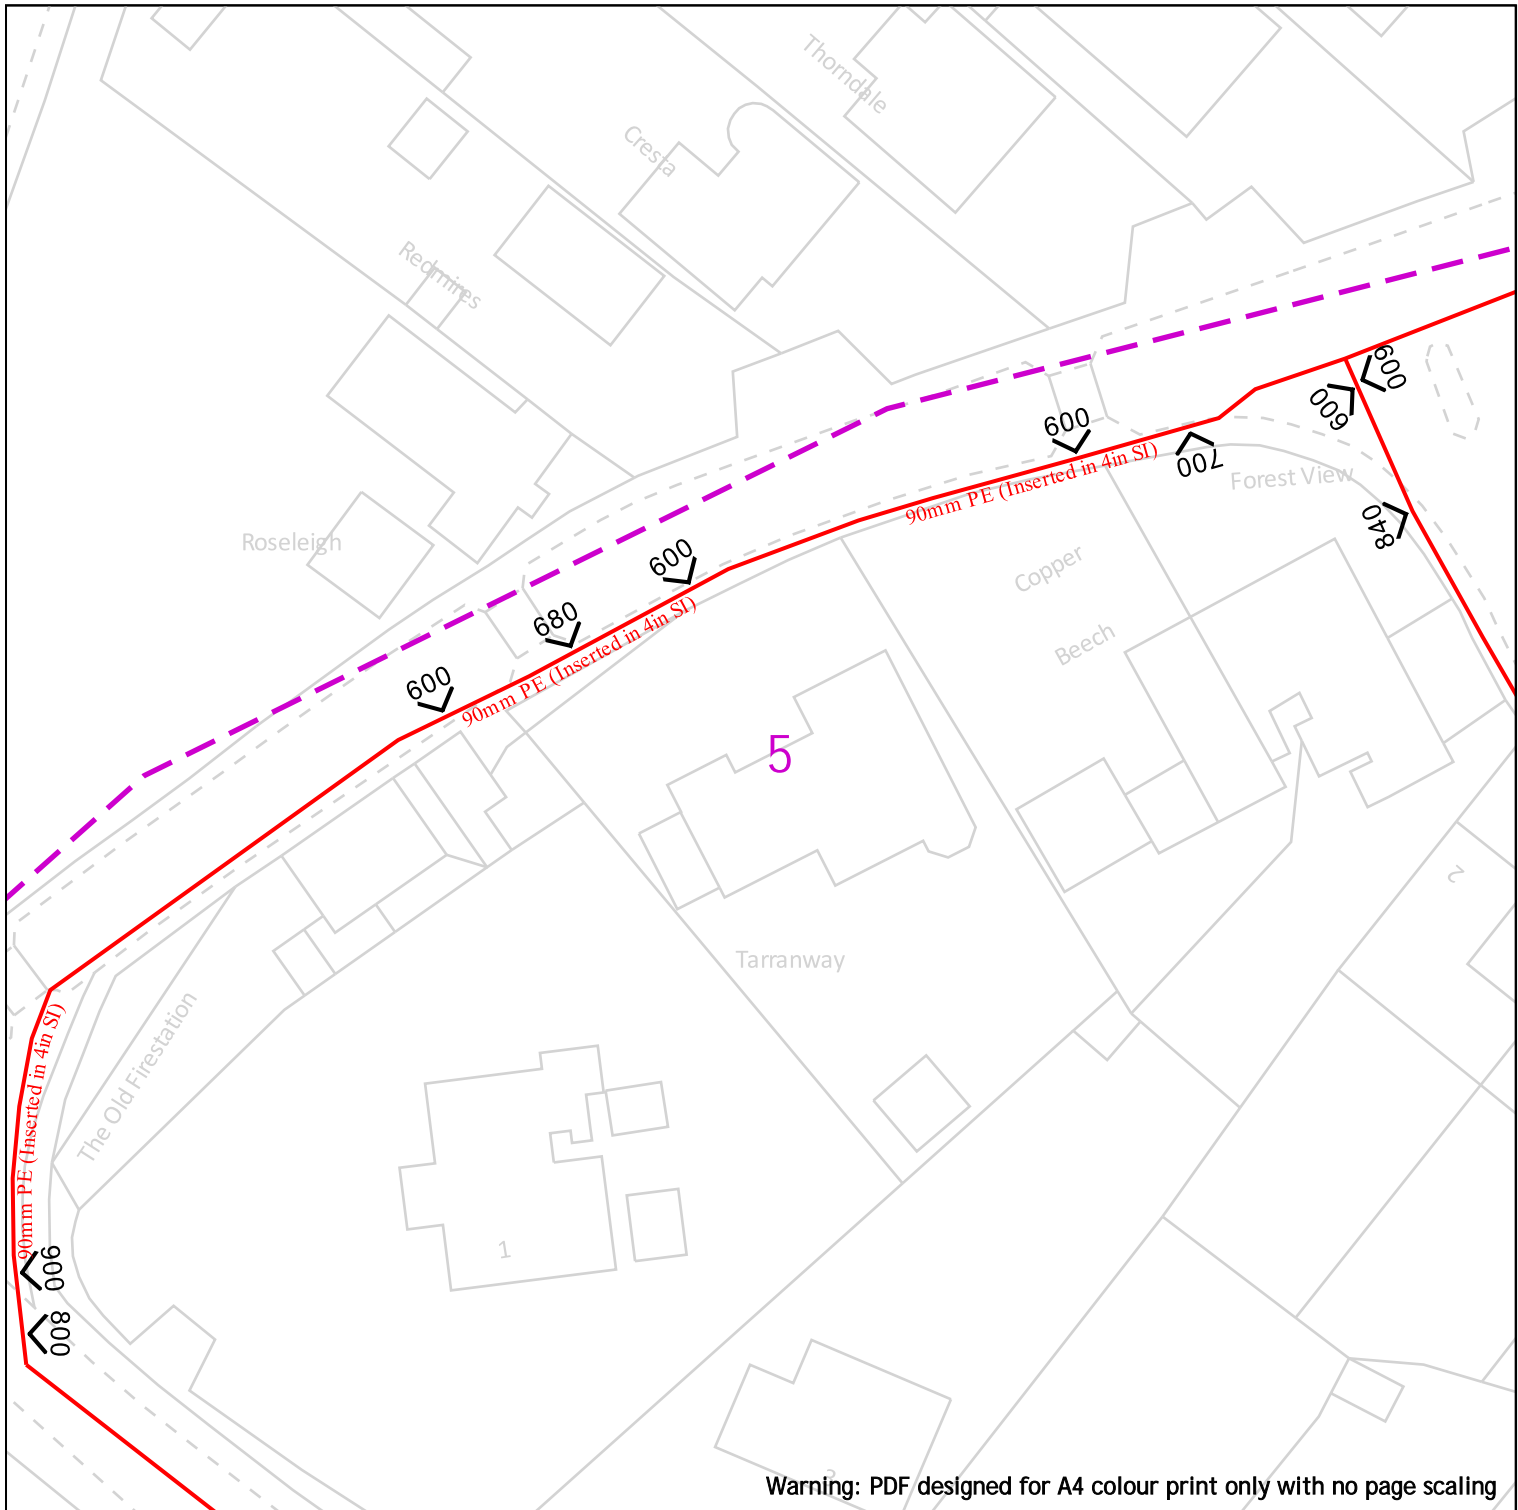 Thorndale
Cresta
Redmires
600
600
600
700
Forest View
840
Roseleigh
90mm PE (Inserted in 4in SI)
600
Copper
Beech
680
90mm PE (Inserted in 4in SI)
600
5
2
Tarranway
The Old Firestation
90mm PE (Inserted in 4in SI)
1
900
800
Warning: PDF designed for A4 colour print only with no page scaling